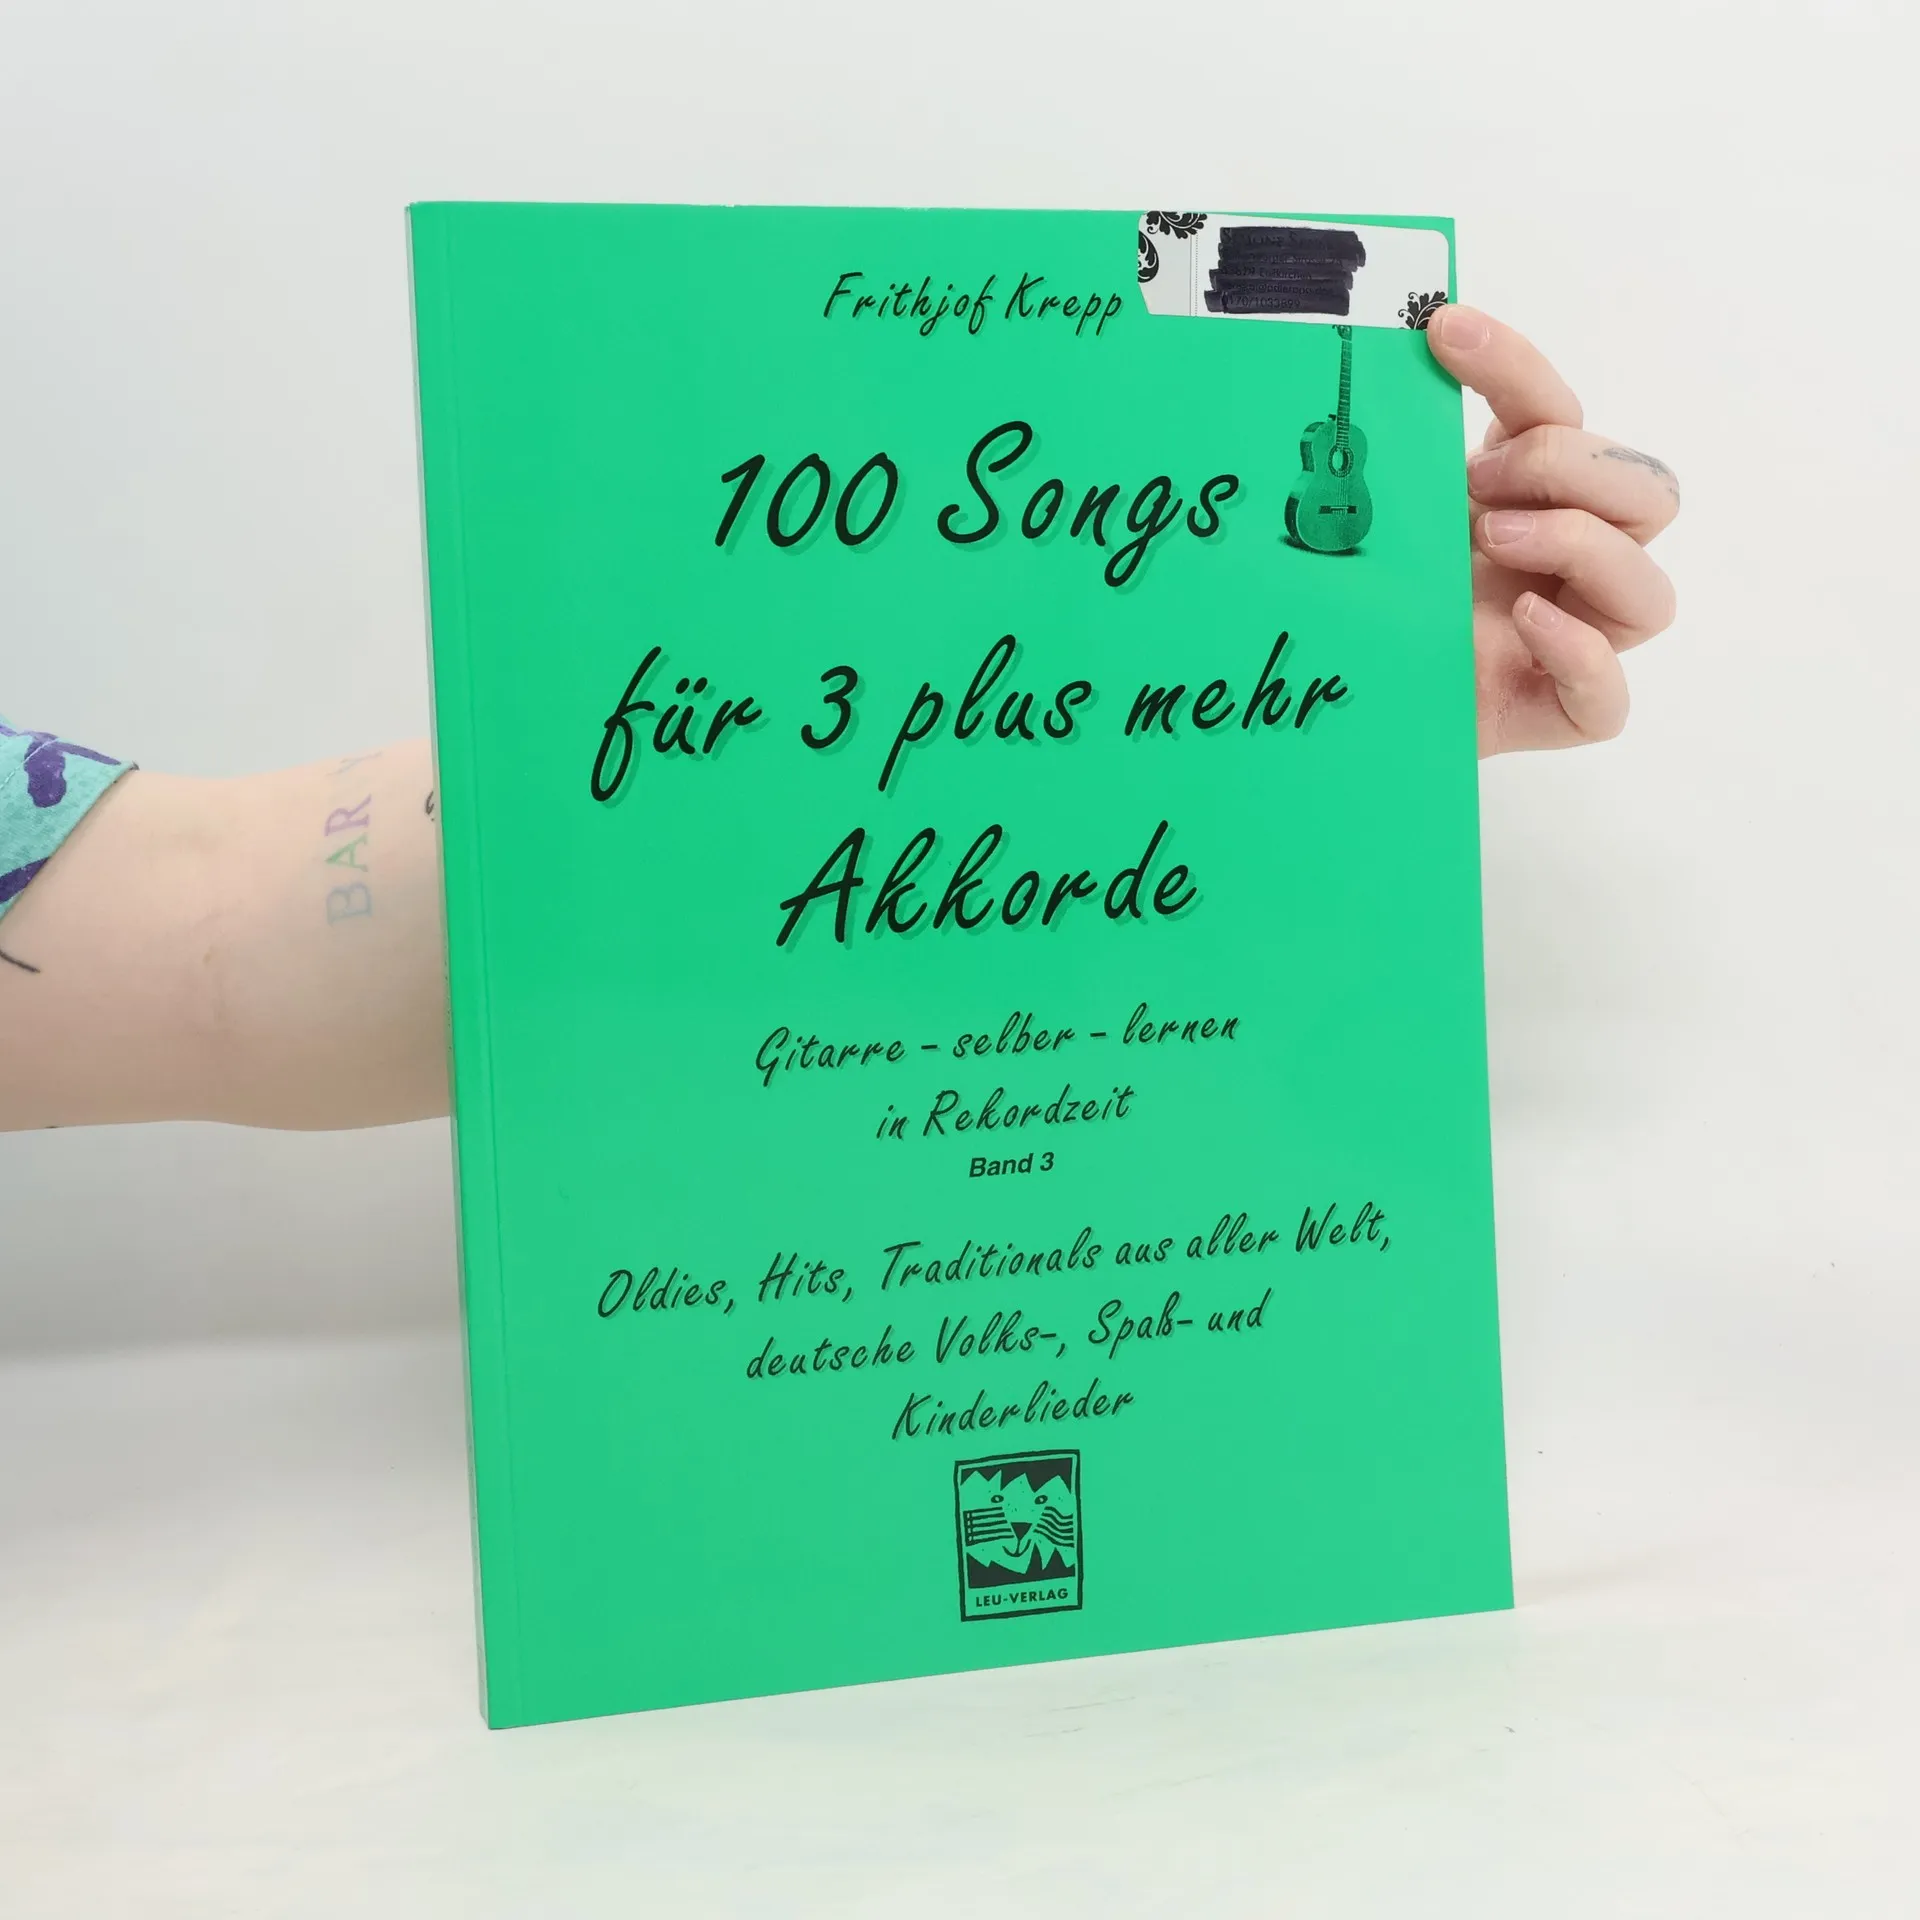 Frithjof Krepp
100 Songs
für 3 plus mehr
Akkorde
Gitarre – selber – lernen
in Rekordzeit
Band 3
Oldies, Hits, Traditionals aus aller Welt,
deutsche Volks-, Spaß- und
Kinderlieder
LEU-VERLAG